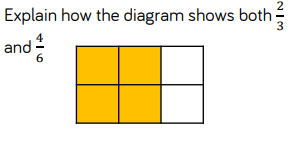 Explain how the diagram shows both 2/3
and 4/6